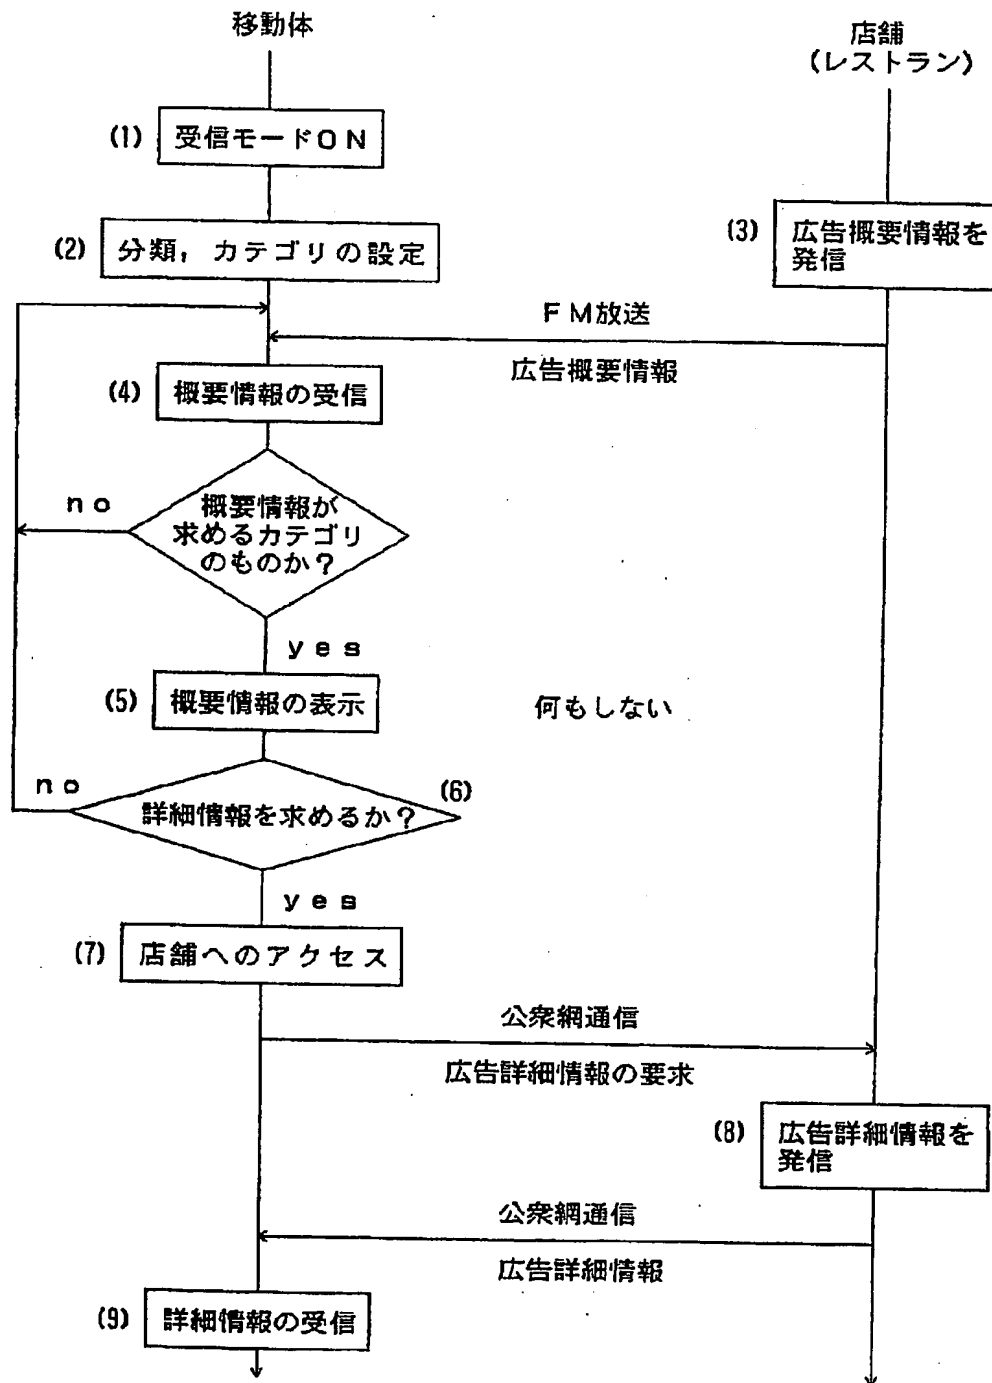 移動体
店舗
(レストラン)
(1) 受信モードON
(2) 分類,カテゴリの設定
(3) 広告概要情報を
発信
FM放送
広告概要情報
(4) 概要情報の受信
no
概要情報が
求めるカテゴリ
のものか?
yes
(5) 概要情報の表示
何もしない
no
(6)
詳細情報を求めるか?
yes
(7) 店舗へのアクセス
公衆網通信
広告詳細情報の要求
(8) 広告詳細情報を
発信
公衆網通信
広告詳細情報
(9) 詳細情報の受信